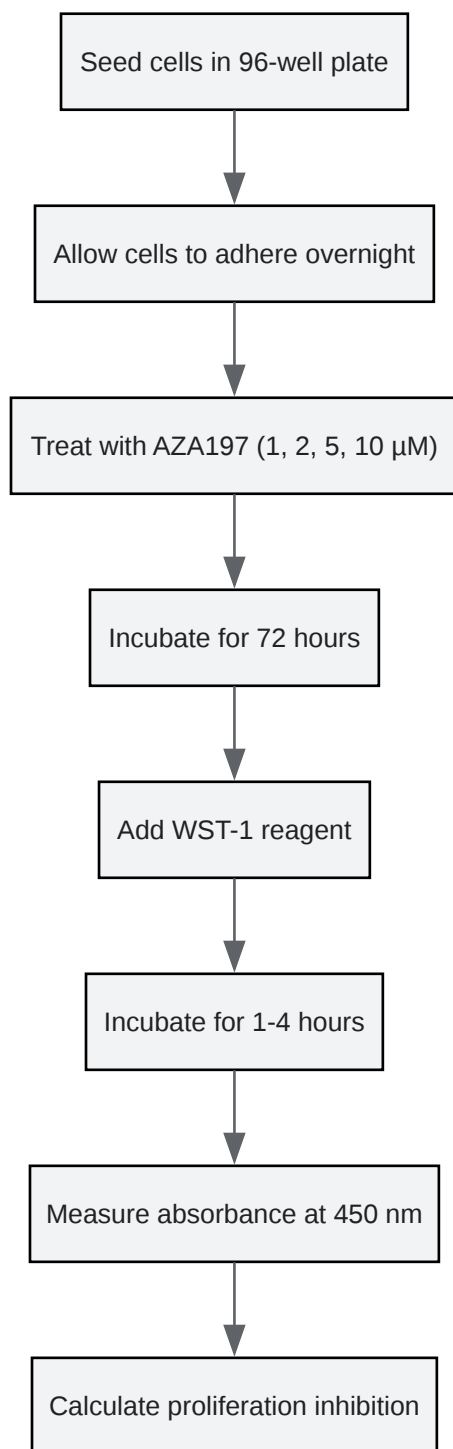 Seed cells in 96-well plate
Allow cells to adhere overnight
Treat with AZA197 (1, 2, 5, 10 µM)
Incubate for 72 hours
Add WST-1 reagent
Incubate for 1-4 hours
Measure absorbance at 450 nm
Calculate proliferation inhibition